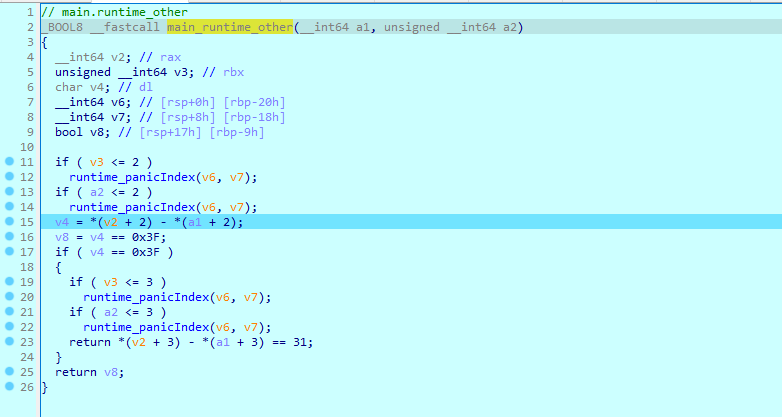 1 // main.runtime_other
2 _BOOL8 __fastcall main_runtime_other(__int64 a1, unsigned __int64 a2)
3 {
4 __int64 v2; // rax
5 unsigned __int64 v3; // rbx
6 char v4; // dl
7 __int64 v6; // [rsp+0h] [rbp-20h]
8 __int64 v7; // [rsp+8h] [rbp-18h]
9 bool v8; // [rsp+17h] [rbp-9h]
10
11 if ( v3 <= 2 )
12 runtime_panicIndex(v6, v7);
13 if ( a2 <= 2 )
14 runtime_panicIndex(v6, v7);
15 v4 = *(v2 + 2) - *(a1 + 2);
16 v8 = v4 == 0x3F;
17 if ( v4 == 0x3F )
18 {
19 if ( v3 <= 3 )
20 runtime_panicIndex(v6, v7);
21 if ( a2 <= 3 )
22 runtime_panicIndex(v6, v7);
23 return *(v2 + 3) - *(a1 + 3) == 31;
24 }
25 return v8;
26 }